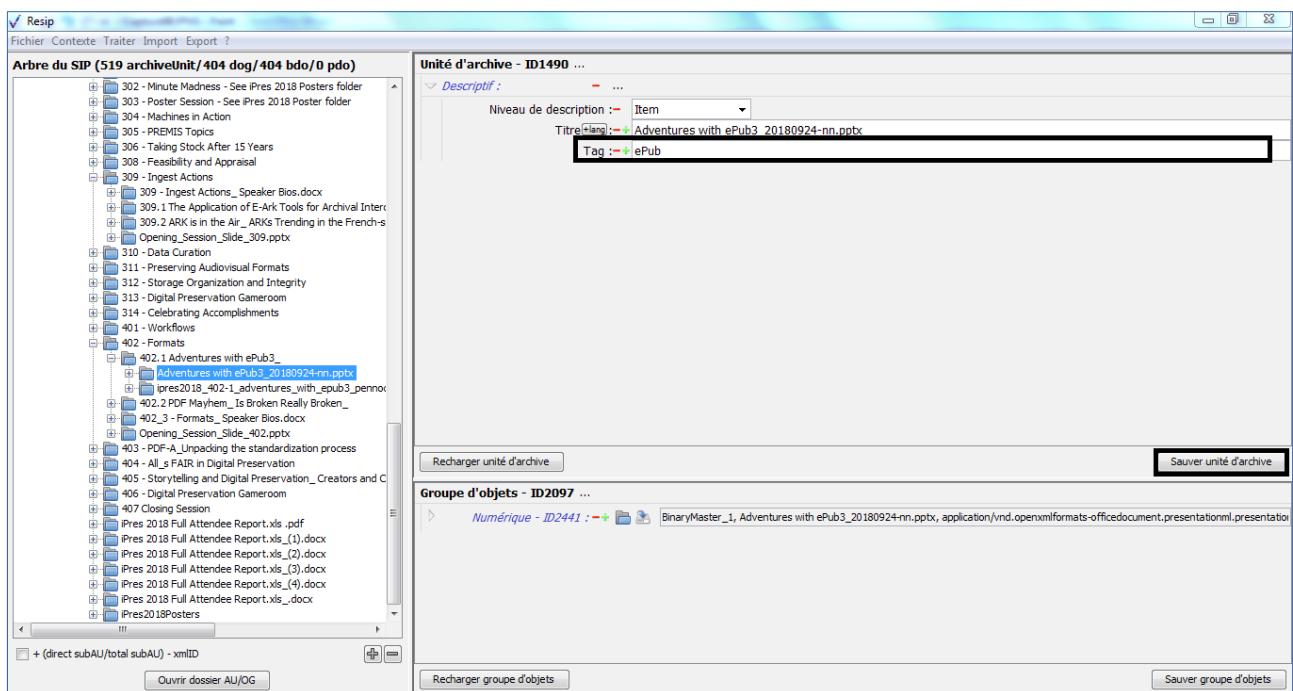 Resip
Fichier Contexte Traiter Import Export ?
Arbre du SIP (519 archiveUnit/404 dog/404 bdo/0 pdo)
302 - Minute Madness - See iPres 2018 Posters folder
303 - Poster Session - See iPres 2018 Poster folder
304 - Machines in Action
305 - PREMIS Topics
306 - Taking Stock After 15 Years
308 - Feasibility and Appraisal
309 - Ingest Actions
309 - Ingest Actions_ Speaker Bios.docx
309.1 The Application of E-Ark Tools for Archival Interc
309.2 ARK is in the Air_ ARKs Trending in the French-s
Opening_Session_Slide_309.pptx
310 - Data Curation
311 - Preserving Audiovisual Formats
312 - Storage Organization and Integrity
313 - Digital Preservation Gameroom
314 - Celebrating Accomplishments
401 - Workflows
402 - Formats
402.1 Adventures with ePub3_
Adventures with ePub3_20180924-nn.pptx
ipres2018_402-1_adventures_with_epub3_pennoc
402.2 PDF Mayhem_ Is Broken Really Broken_
402_3 - Formats_ Speaker Bios.docx
Opening_Session_Slide_402.pptx
403 - PDF-A_Unpacking the standardization process
404 - All_s FAIR in Digital Preservation
405 - Storytelling and Digital Preservation_ Creators and C
406 - Digital Preservation Gameroom
407 Closing Session
iPres 2018 Full Attendee Report.xls .pdf
iPres 2018 Full Attendee Report.xls_(1).docx
iPres 2018 Full Attendee Report.xls_(2).docx
iPres 2018 Full Attendee Report.xls_(3).docx
iPres 2018 Full Attendee Report.xls_(4).docx
iPres 2018 Full Attendee Report.xls_.docx
iPres2018Posters
+ (direct subAU/total subAU) - xmlID
Ouvrir dossier AU/OG
Unité d'archive - ID1490 ...
Descriptif : - ...
Niveau de description :- Item
Titre +lang :-+ Adventures with ePub3_20180924-nn.pptx
Tag :-+ ePub
Recharger unité d'archive Sauver unité d'archive
Groupe d'objets - ID2097 ...
Numérique - ID2441 : -+ BinaryMaster_1, Adventures with ePub3_20180924-nn.pptx, application/vnd.openxmlformats-officedocument.presentationml.presentation
Recharger groupe d'objets Sauver groupe d'objets